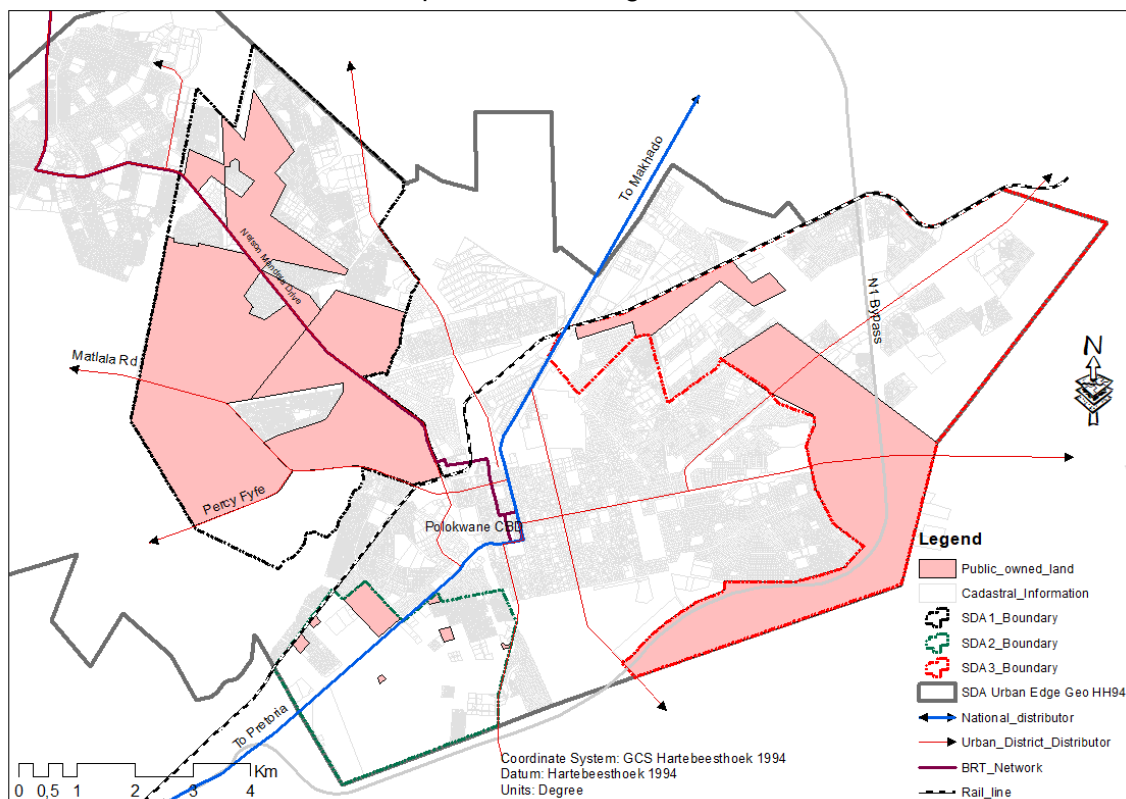 To Makhado
Nelson Mandela Drive
N1 Bypass
Matlala Rd
N
Percy Fyfe
Polokwane CBD
To Pretoria
Legend
Public_owned_land
Cadastral_Information
SDA1_Boundary
SDA2_Boundary
SDA3_Boundary
SDA Urban Edge Geo HH94
National_distributor
Urban_District_Distributor
BRT_Network
Rail_line
Coordinate System: GCS Hartebeesthoek 1994
Datum: Hartebeesthoek 1994
Units: Degree
Km
0 0,5 1 2 3 4